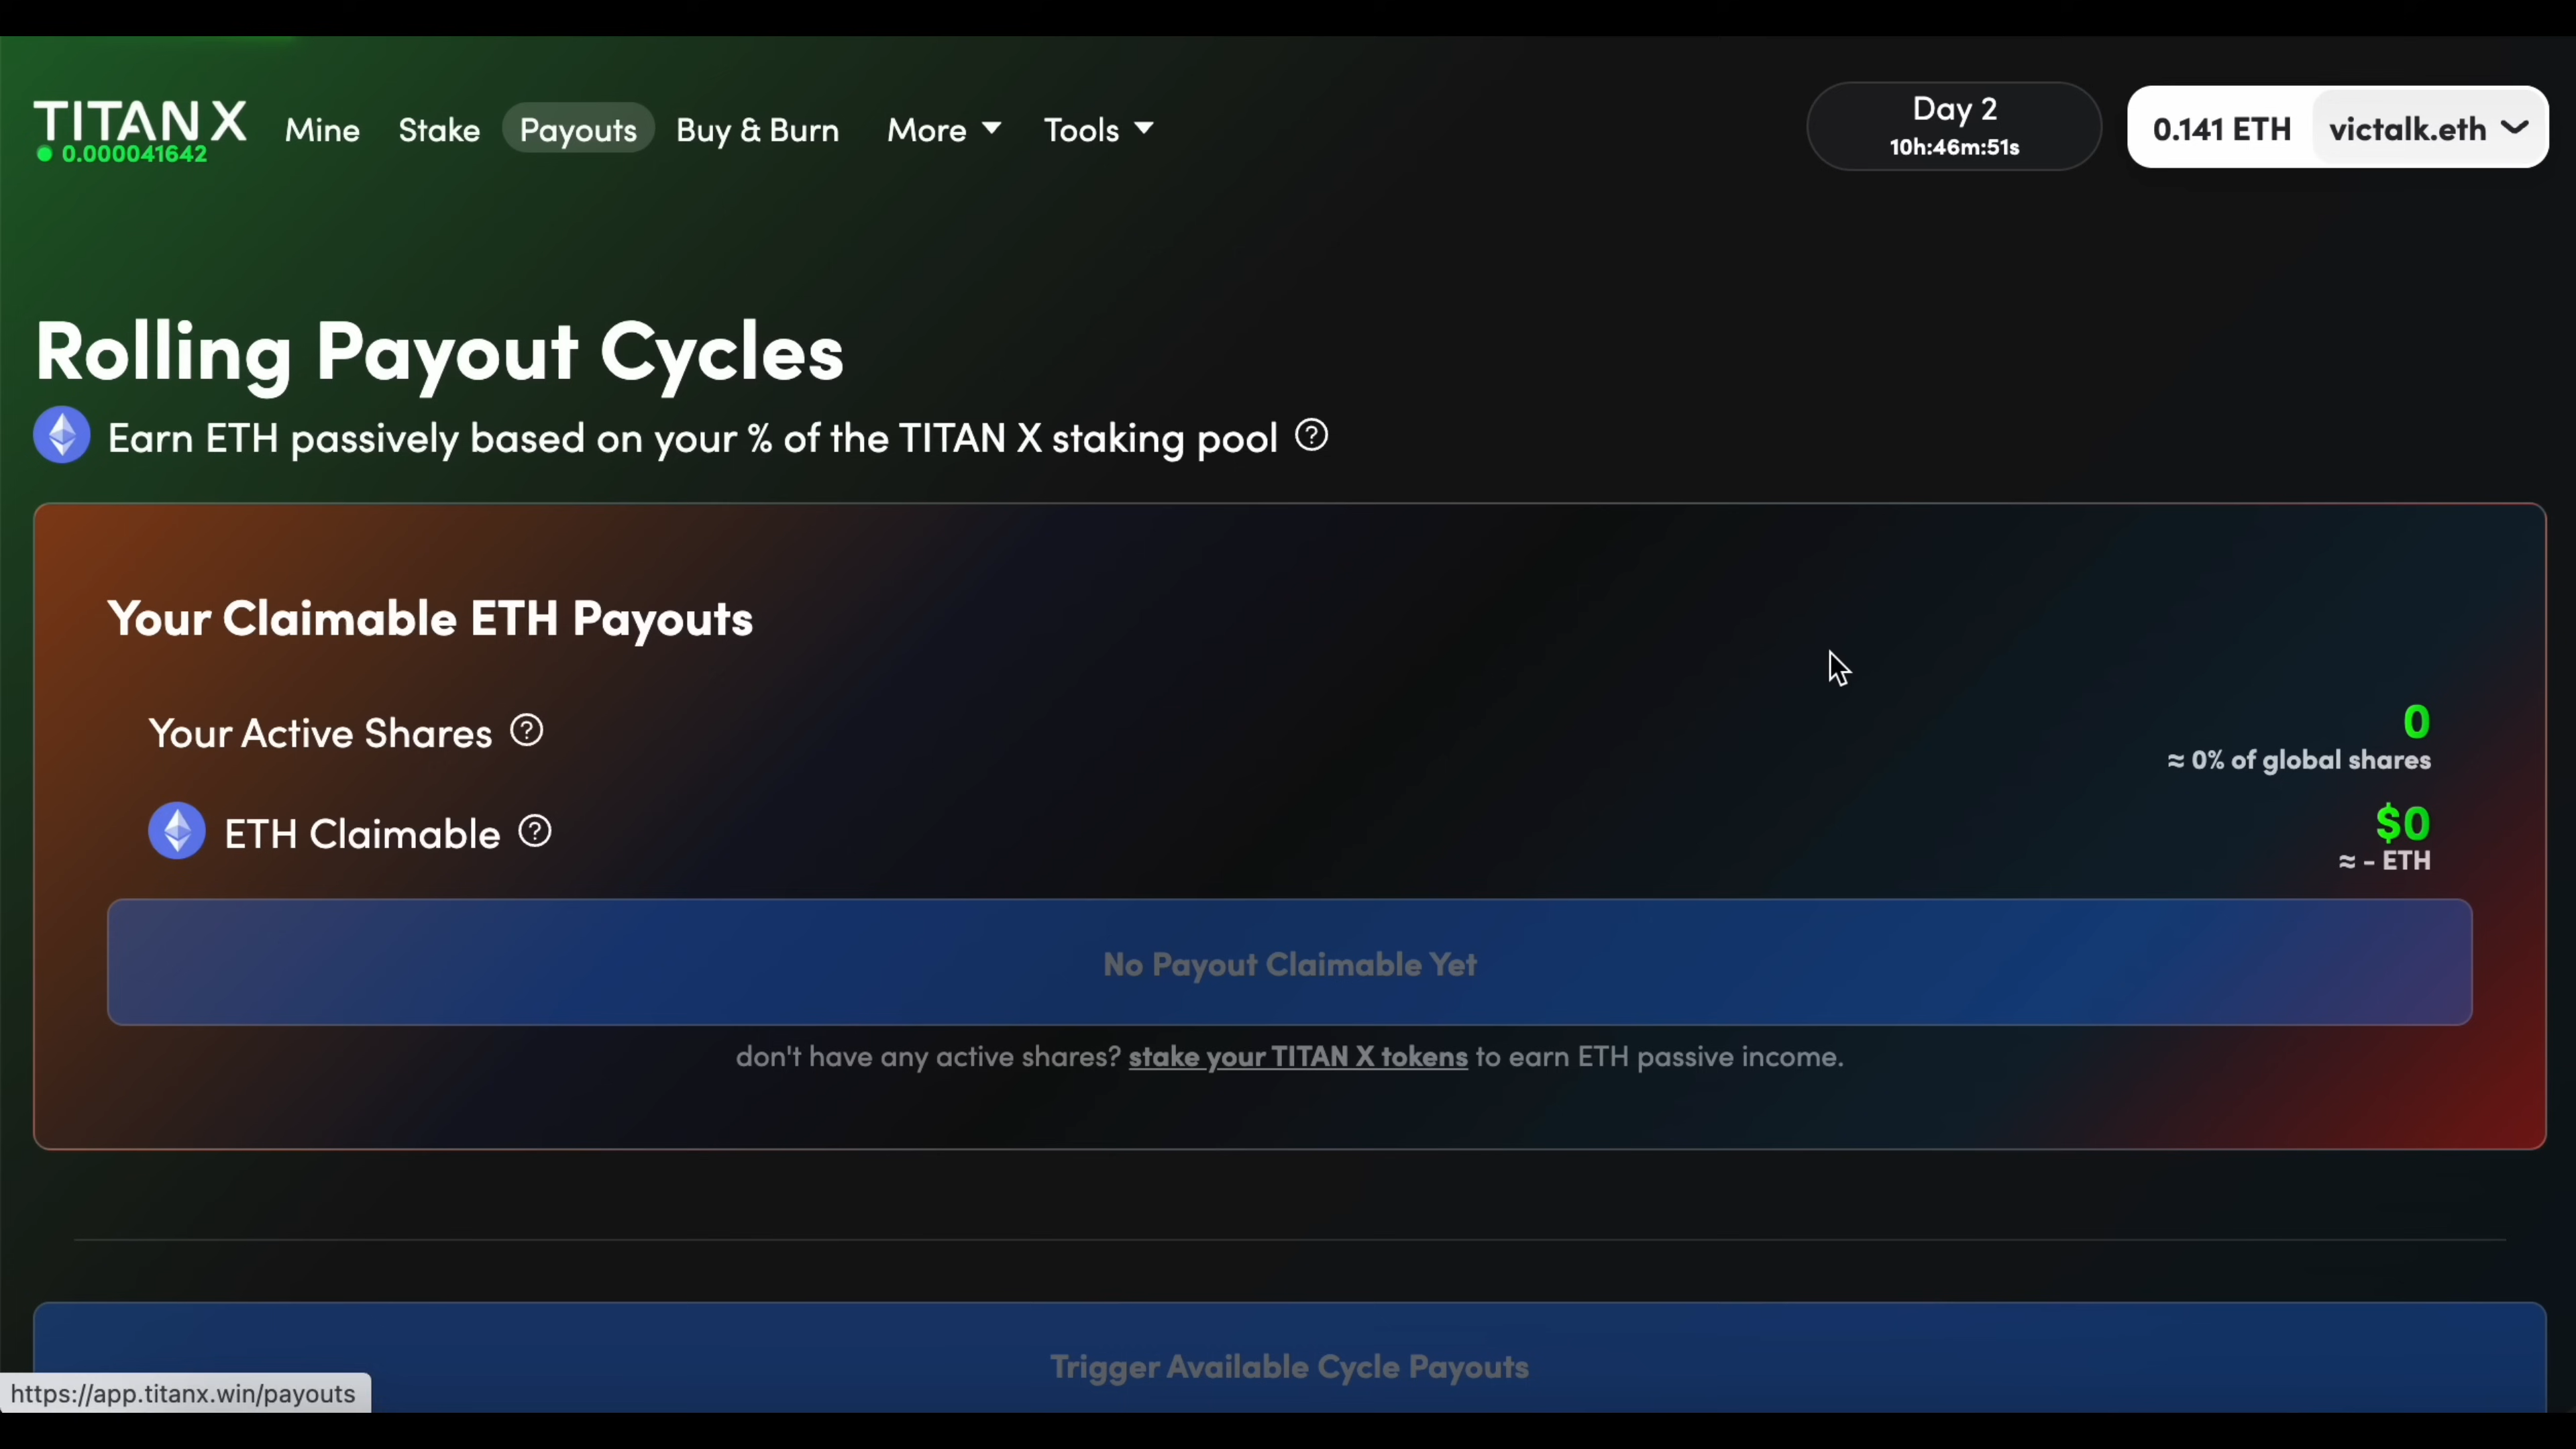 TITAN X
0.000041642
Mine
Stake
Payouts
Buy & Burn
More
Tools
Day 2
10h:46m:51s
0.141 ETH
victalk.eth
Rolling Payout Cycles
Earn ETH passively based on your % of the TITAN X staking pool ?
Your Claimable ETH Payouts
Your Active Shares ?
0
≈ 0% of global shares
ETH Claimable ?
$0
≈ - ETH
No Payout Claimable Yet
don't have any active shares? stake your TITAN X tokens to earn ETH passive income.
Trigger Available Cycle Payouts
https://app.titanx.win/payouts